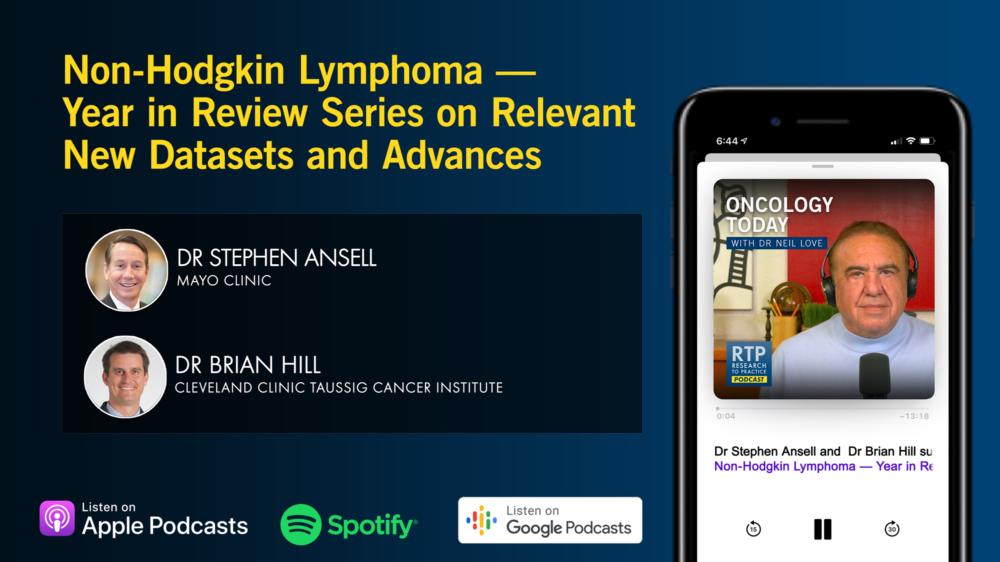 Non-Hodgkin Lymphoma —
Year in Review Series on Relevant
New Datasets and Advances
DR STEPHEN ANSELL
MAYO CLINIC
DR BRIAN HILL
CLEVELAND CLINIC TAUSSIG CANCER INSTITUTE
Listen on
Apple Podcasts
Spotify®
Listen on
Google Podcasts
6:44
ONCOLOGY
TODAY
WITH DR NEIL LOVE
RTP
RESEARCH
TO PRACTICE
PODCAST
0:04 −13:18
Dr Stephen Ansell and Dr Brian Hill su
Non-Hodgkin Lymphoma — Year in Re
15
30